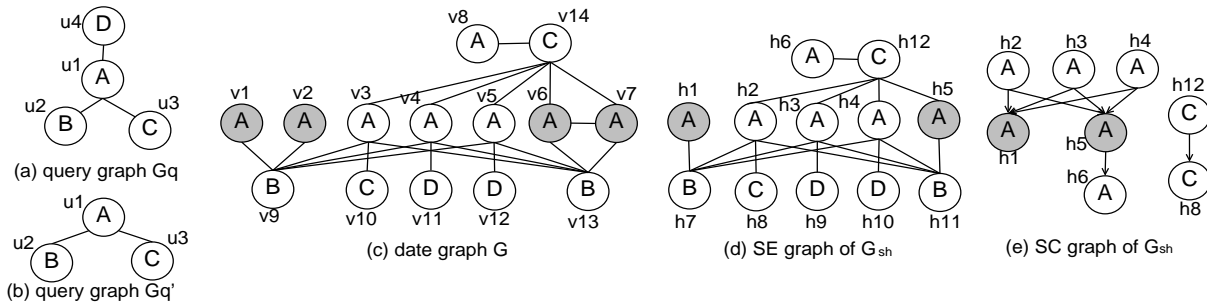 u4 D
u1 A
u2 B
u3 C
(a) query graph Gq
u1 A
u2 B
u3 C
(b) query graph Gq'
v8 A
C v14
v1 v2 v3 v4 v5 v6 v7
A A A A A A A
B C D D B
v9 v10 v11 v12 v13
(c) date graph G
h6 A
C h12
h1 h2 h3 h4 h5
A A A A A
B C D D B
h7 h8 h9 h10 h11
(d) SE graph of Gsh
h2 h3 h4
A A A
h12
C
A
h1
h5 A
h6 A
C
h8
(e) SC graph of Gsh